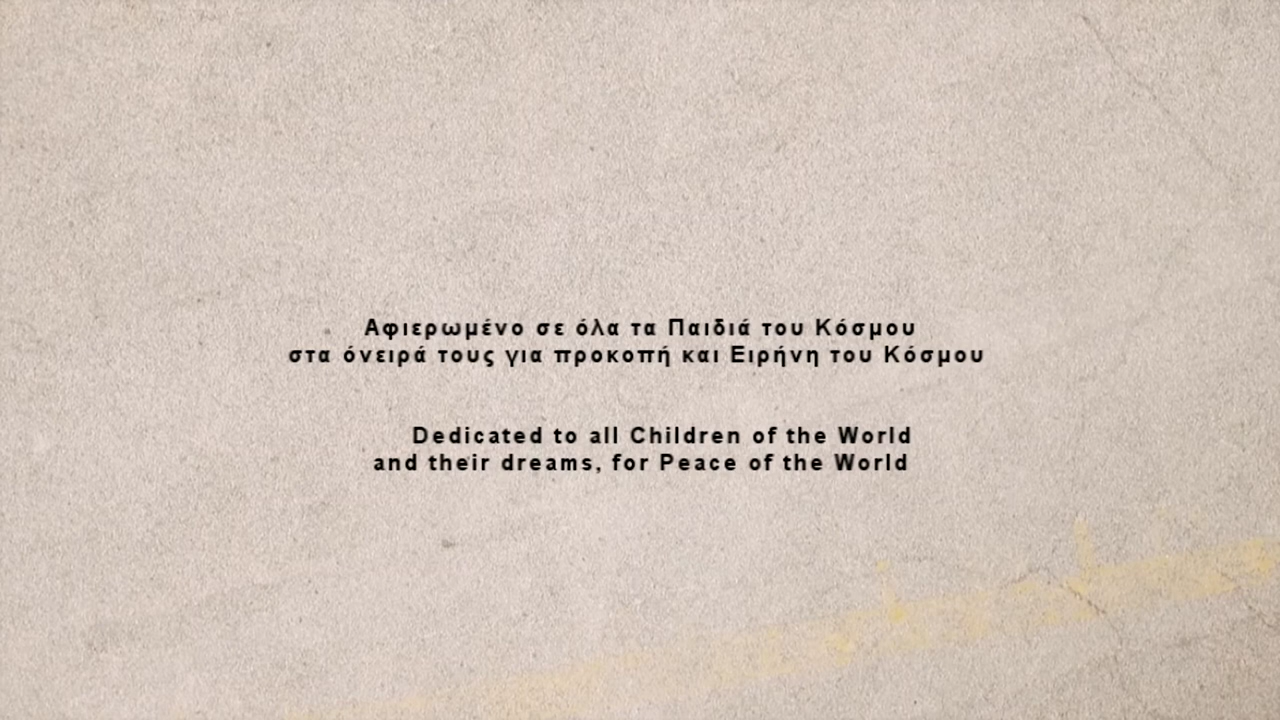 Αφιερωμένο σε όλα τα Παιδιά του Κόσμου
στα όνειρά τους για προκοπή και Ειρήνη του Κόσμου
Dedicated to all Children of the World
and their dreams, for Peace of the World